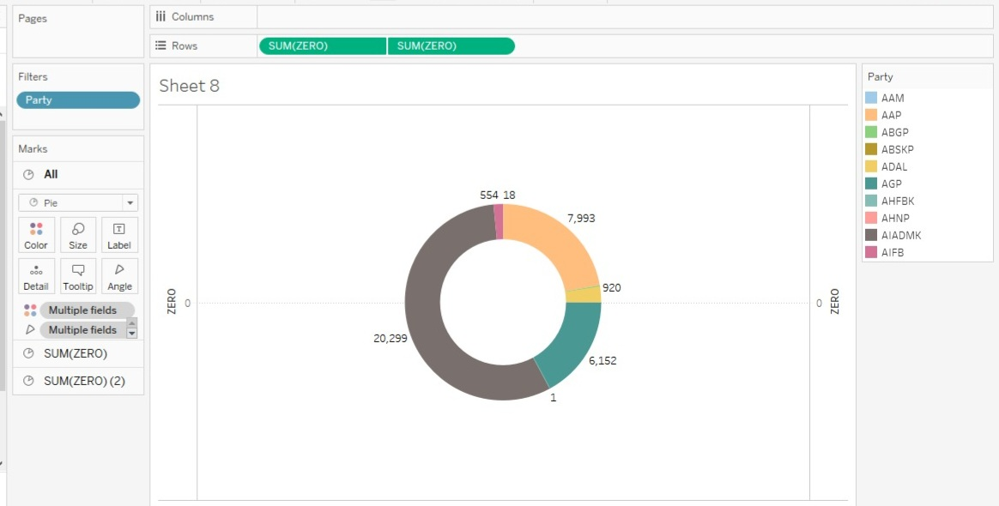 Pages
Columns
Rows
SUM(ZERO)
SUM(ZERO)
Filters
Party
Marks
All
Pie
Color
Size
Label
Detail
Tooltip
Angle
Multiple fields
Multiple fields
SUM(ZERO)
SUM(ZERO) (2)
Sheet 8
ZERO
0
554
18
7,993
920
6,152
1
20,299
0
ZERO
Party
AAM
AAP
ABGP
ABSKP
ADAL
AGP
AHFBK
AHNP
AIADMK
AIFB